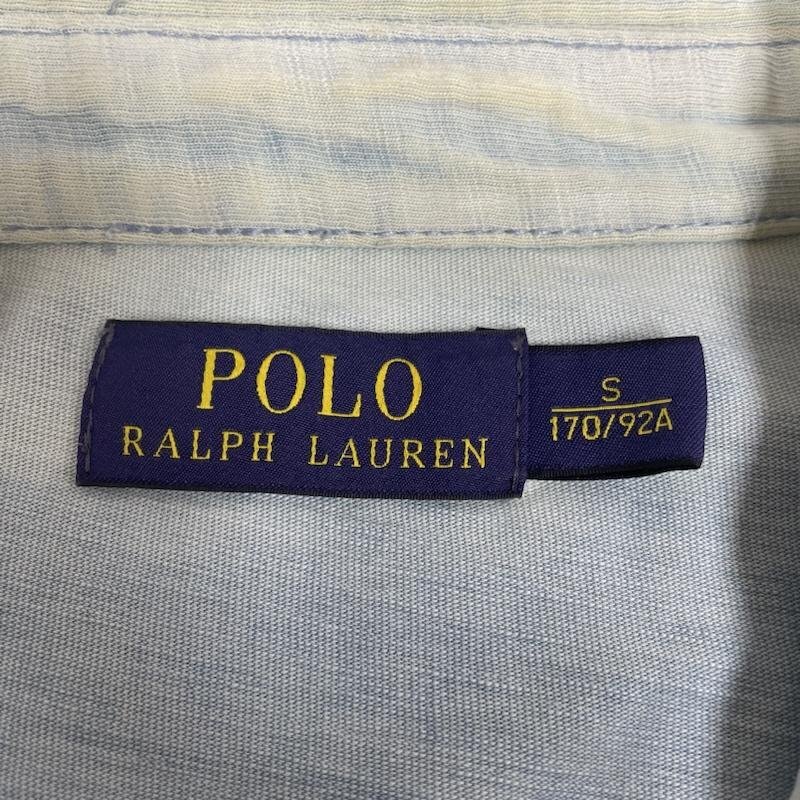 POLO
RALPH LAUREN
S
170/92A